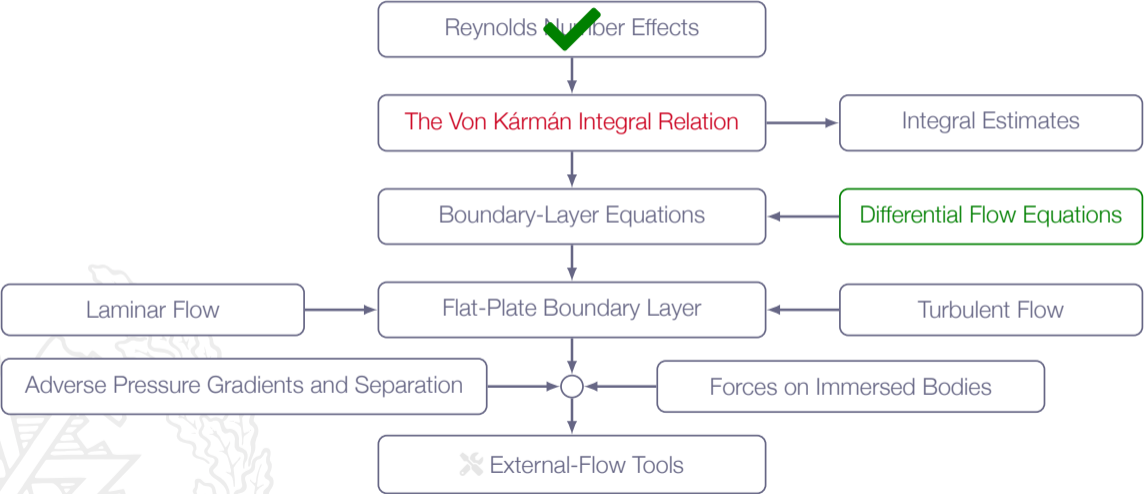 Reynolds Number Effects
The Von Kármán Integral Relation
Integral Estimates
Boundary-Layer Equations
Differential Flow Equations
Laminar Flow
Flat-Plate Boundary Layer
Turbulent Flow
Adverse Pressure Gradients and Separation
Forces on Immersed Bodies
External-Flow Tools